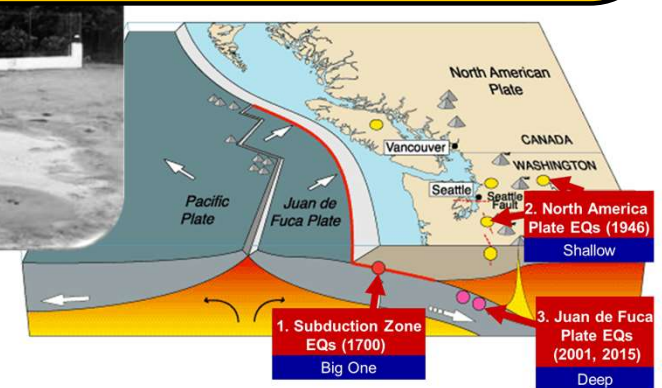 North American
Plate
Vancouver
CANADA
WASHINGTON
Seattle
Seattle
Fault
Pacific
Plate
Juan de
Fuca Plate
2. North America
Plate EQs (1946)
Shallow
1. Subduction Zone
EQs (1700)
Big One
3. Juan de Fuca
Plate EQs
(2001, 2015)
Deep